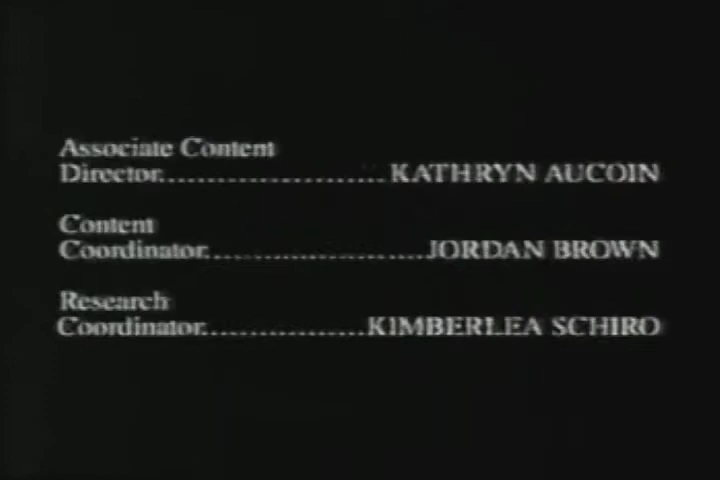 Associate Content
Director....................... KATHRYN AUCOIN
Content
Coordinator......................JORDAN BROWN
Research
Coordinator.................KIMBERLEA SCHIRO